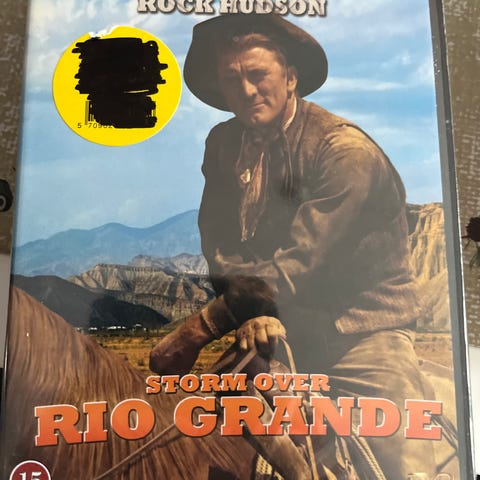 ROCK HUDSON
STORM OVER
RIO GRANDE
15